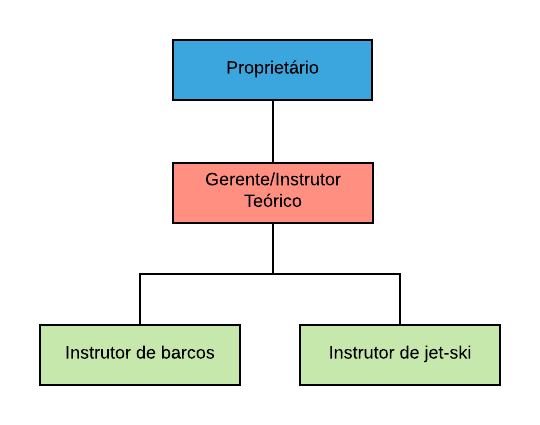 Proprietário
Gerente/Instrutor
Teórico
Instrutor de barcos
Instrutor de jet-ski